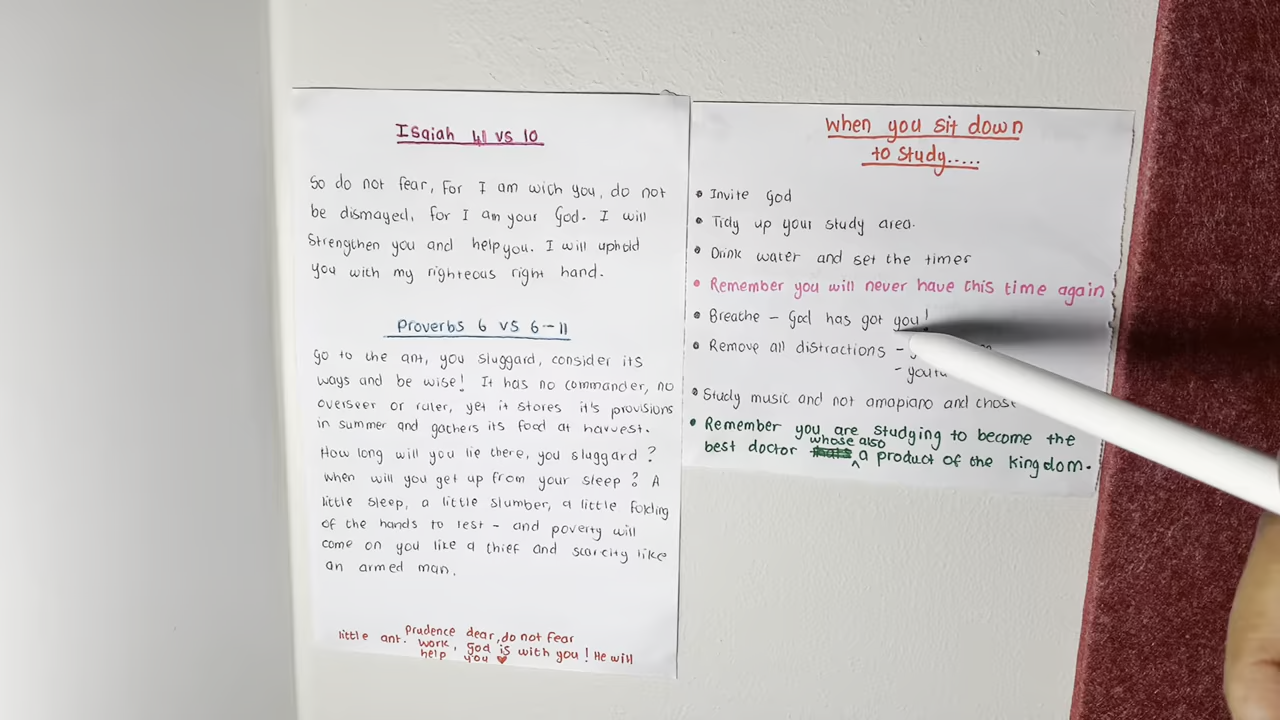 Isaiah 41 vs 10
So do not fear, for I am with you, do not
be dismayed, for I am your God. I will
strengthen you and help you. I will uphold
you with my righteous right hand.
Proverbs 6 vs 6-11
Go to the ant, you sluggard, consider its
ways and be wise! It has no commander, no
overseer or ruler, yet it stores it's provisions
in summer and gathers its food at harvest.
How long will you lie there, you sluggard?
when will you get up from your sleep? A
little sleep, a little slumber, a little folding
of the hands to rest - and poverty will
come on you like a thief and scarcity like
an armed man.
Prudence dear, do not fear
little ant. work, God is with you! He will
help you ♥
When you sit down
to study.....
• Invite God
• Tidy up your study area.
• Drink water and set the timer
• Remember you will never have this time again
• Breathe - God has got you!
• Remove all distractions -
-
• Study music and not amapiano and
• Remember you are studying to become the
whose also
best doctor a product of the kingdom.